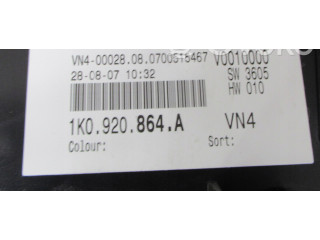 VN4-00028.08.0700516467 V0010000
28-08-07 10:32 SW 3605
HW 010
1K0.920.864.A VN4
Colour: Sort: